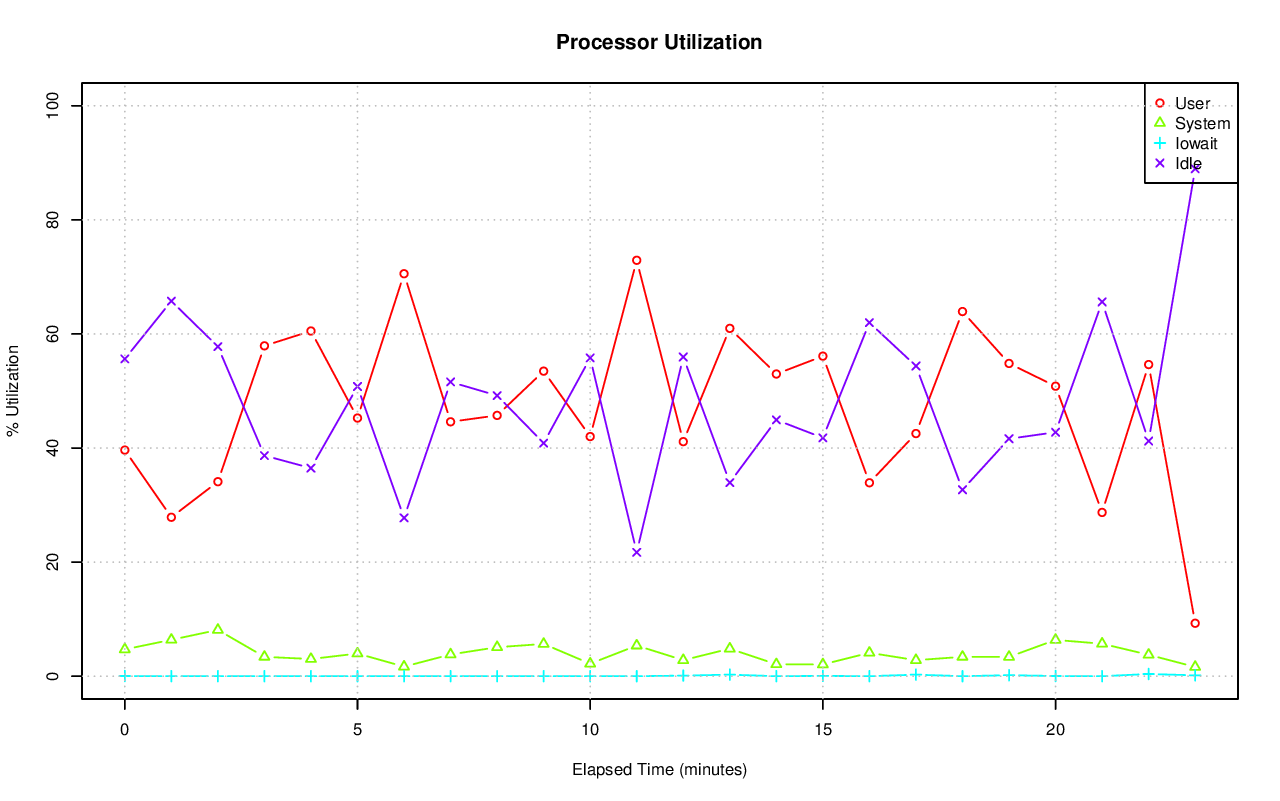 Processor Utilization
% Utilization
100
80
60
40
20
0
User
System
Iowait
Idle
0 5 10 15 20
Elapsed Time (minutes)